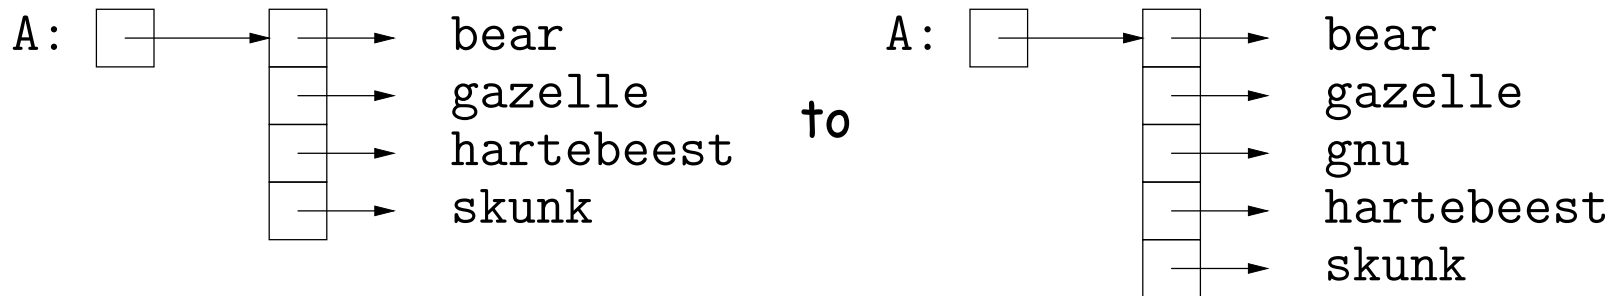 A: bear A: bear
gazelle gazelle
to
hartebeest gnu
skunk hartebeest
skunk